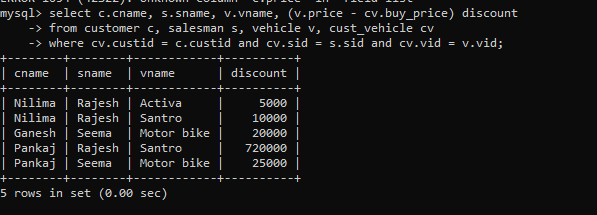 mysql> select c.cname, s.sname, v.vname, (v.price - cv.buy_price) discount
    -> from customer c, salesman s, vehicle v, cust_vehicle cv
    -> where cv.custid = c.custid and cv.sid = s.sid and cv.vid = v.vid;
+--------+--------+------------+----------+
| cname  | sname  | vname      | discount |
+--------+--------+------------+----------+
| Nilima | Rajesh | Activa     |     5000 |
| Nilima | Rajesh | Santro     |    10000 |
| Ganesh | Seema  | Motor bike |    20000 |
| Pankaj | Rajesh | Santro     |   720000 |
| Pankaj | Seema  | Motor bike |    25000 |
+--------+--------+------------+----------+
5 rows in set (0.00 sec)